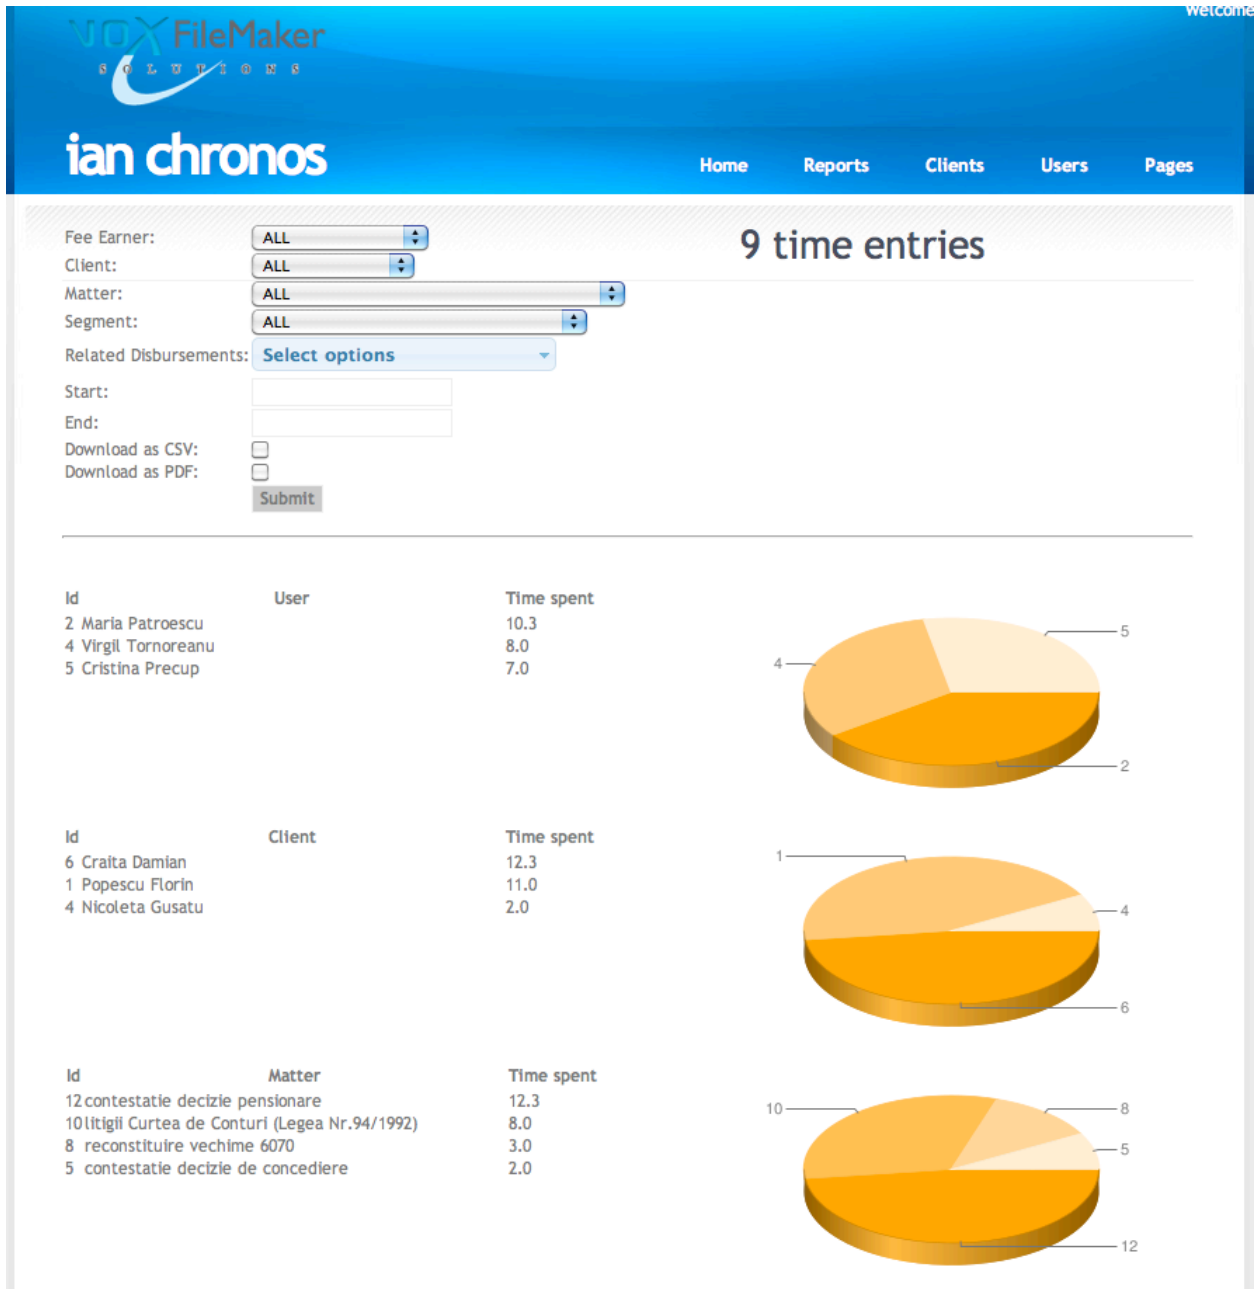 Welcome
VOX FileMaker
SOLUTIONS
ian chronos
Home Reports Clients Users Pages
9 time entries
Fee Earner: ALL
Client: ALL
Matter: ALL
Segment: ALL
Related Disbursements: Select options
Start:
End:
Download as CSV:
Download as PDF:
Submit
Id User Time spent
2 Maria Patroescu 10.3
4 Virgil Tornoreanu 8.0
5 Cristina Precup 7.0
5
4
2
Id Client Time spent
6 Craita Damian 12.3
1 Popescu Florin 11.0
4 Nicoleta Gusatu 2.0
1
4
6
Id Matter Time spent
12 contestatie decizie pensionare 12.3
10 litigii Curtea de Conturi (Legea Nr.94/1992) 8.0
8 reconstituire vechime 6070 3.0
5 contestatie decizie de concediere 2.0
10
8
5
12